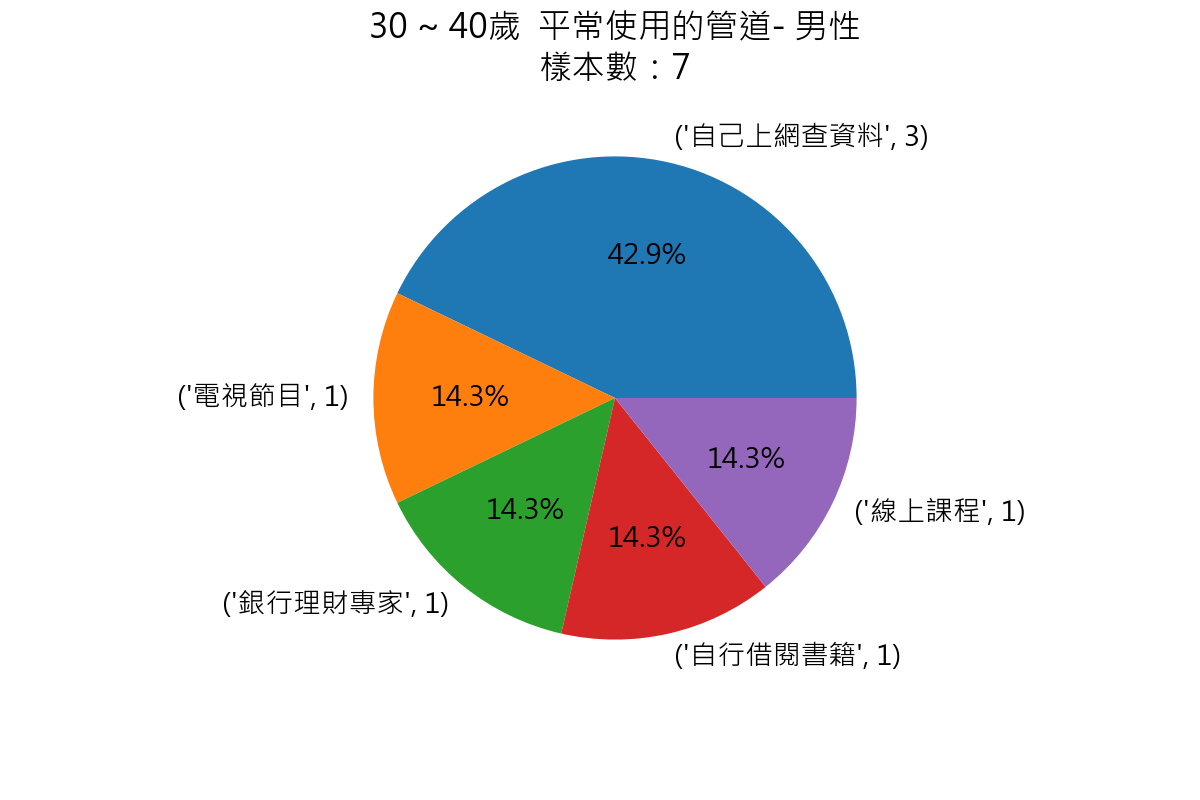 30 ~ 40歲  平常使用的管道- 男性
樣本數：7
('自己上網查資料', 3)
42.9%
('電視節目', 1)
14.3%
14.3%
('線上課程', 1)
14.3%
14.3%
('銀行理財專家', 1)
('自行借閱書籍', 1)